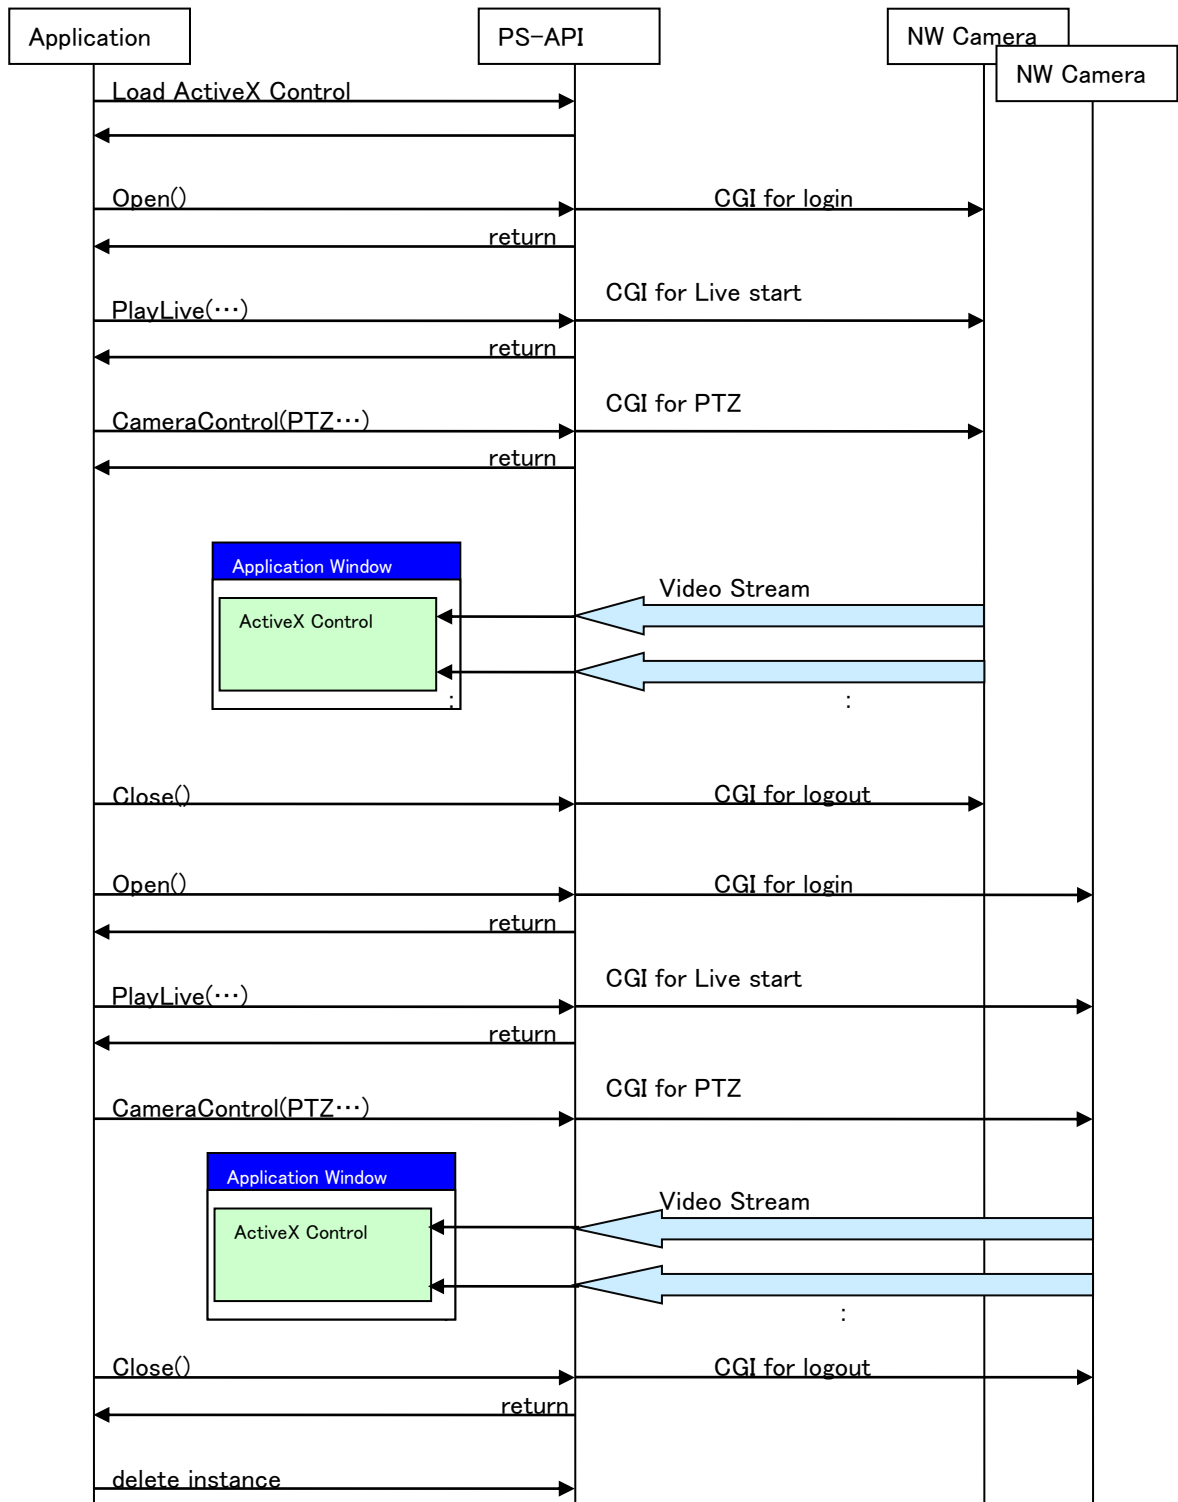 Application
PS-API
NW Camera
NW Camera
Load ActiveX Control
Open()
CGI for login
return
CGI for Live start
PlayLive(…)
return
CGI for PTZ
CameraControl(PTZ…)
return
Application Window
Video Stream
ActiveX Control
:
:
Close()
CGI for logout
Open()
CGI for login
return
CGI for Live start
PlayLive(…)
return
CGI for PTZ
CameraControl(PTZ…)
Application Window
Video Stream
ActiveX Control
:
Close()
CGI for logout
return
delete instance